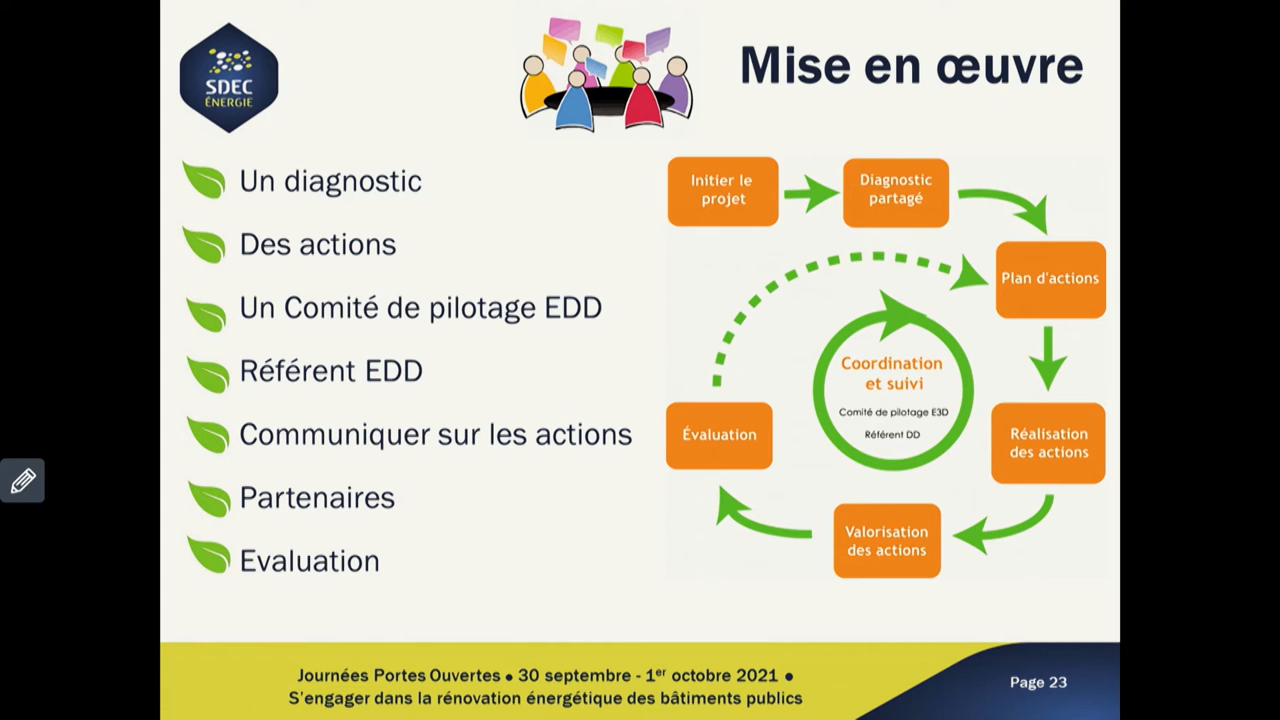 SDEC
ÉNERGIE
Mise en œuvre
Un diagnostic
Des actions
Un Comité de pilotage EDD
Référent EDD
Communiquer sur les actions
Partenaires
Evaluation
Initier le
projet
Diagnostic
partagé
Plan d'actions
Réalisation
des actions
Valorisation
des actions
Évaluation
Coordination
et suivi
Comité de pilotage E3D
Référent DD
Journées Portes Ouvertes • 30 septembre - 1er octobre 2021 •
S'engager dans la rénovation énergétique des bâtiments publics
Page 23